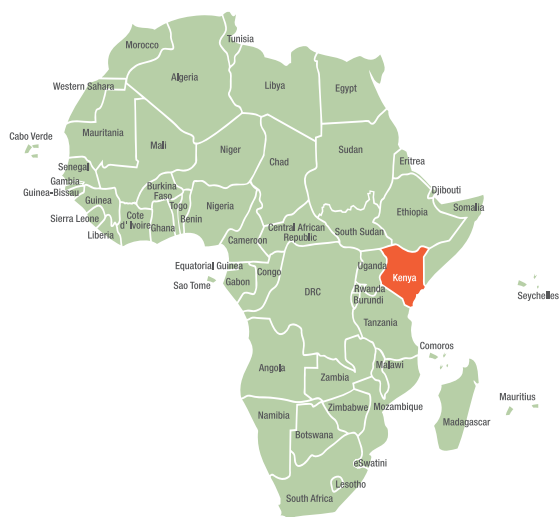 Tunisia
Morocco
Algeria
Libya
Egypt
Western Sahara
Mauritania
Mali
Niger
Chad
Sudan
Eritrea
Cabo Verde
Senegal
Gambia
Guinea-Bissau
Guinea
Sierra Leone
Liberia
Cote
d' Ivoire
Burkina
Faso
Ghana
Togo
Benin
Nigeria
Cameroon
Central African
Republic
South Sudan
Ethiopia
Djibouti
Somalia
Equatorial Guinea
Sao Tome
Gabon
Congo
DRC
Uganda
Kenya
Rwanda
Burundi
Tanzania
Seychelles
Comoros
Angola
Zambia
Malawi
Mozambique
Zimbabwe
Namibia
Botswana
Madagascar
Mauritius
eSwatini
Lesotho
South Africa